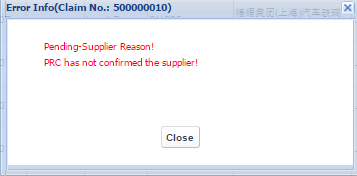 Error Info(Claim No.: 500000010)
Pending-Supplier Reason!
PRC has not confirmed the supplier!
Close